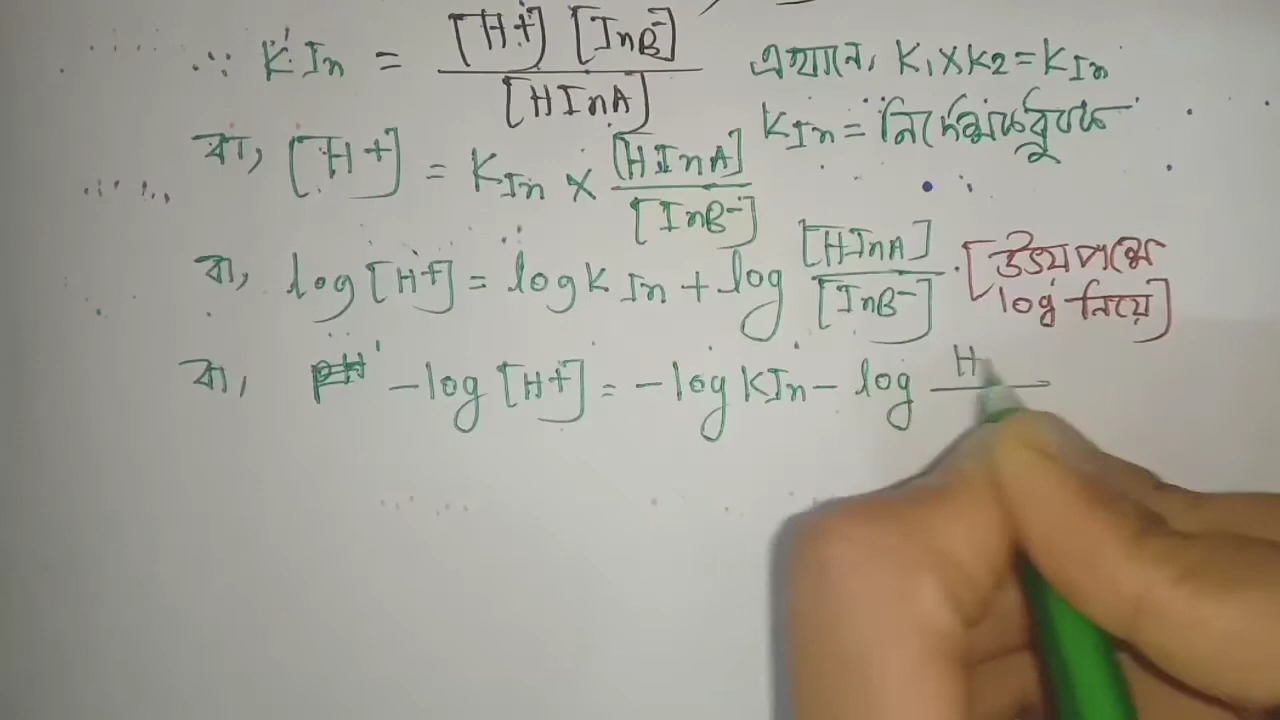 ∴ KIn = [H+] [InB-] / [HInA] এখানে, K1 x K2 = KIn
KIn = নির্দেশক ধ্রুবক
বা, [H+] = KIn x [HInA] / [InB-]
বা, log [H+] = log KIn + log [HInA] / [InB-] . [উভয় পক্ষে log নিয়ে]
বা, -log [H+] = -log KIn - log H